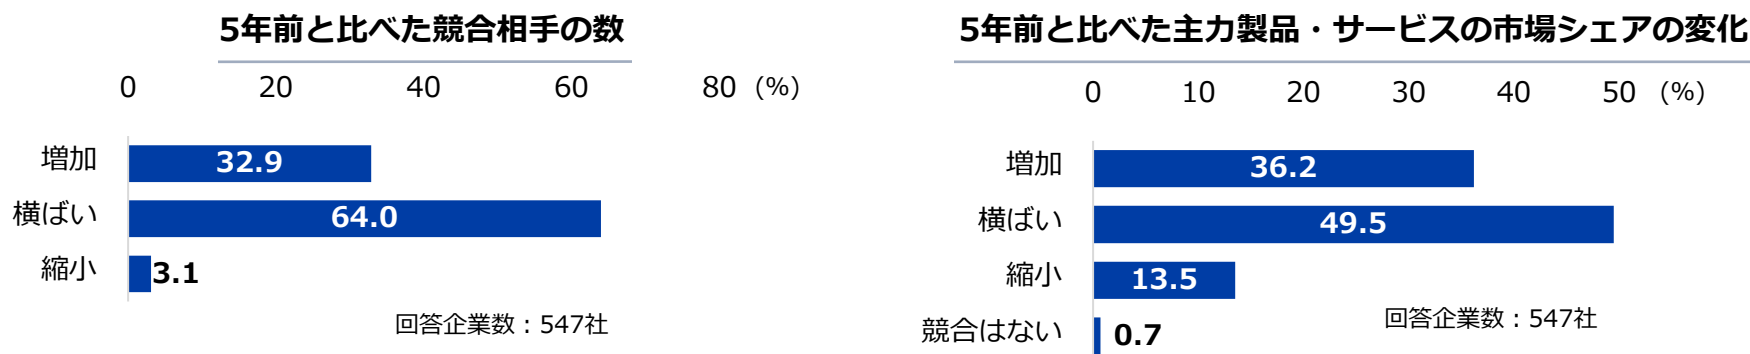 5年前と比べた競合相手の数
0 20 40 60 80 (%)
増加 32.9
横ばい 64.0
縮小 3.1
回答企業数：547社
5年前と比べた主力製品・サービスの市場シェアの変化
0 10 20 30 40 50 (%)
増加 36.2
横ばい 49.5
縮小 13.5
競合はない 0.7
回答企業数：547社